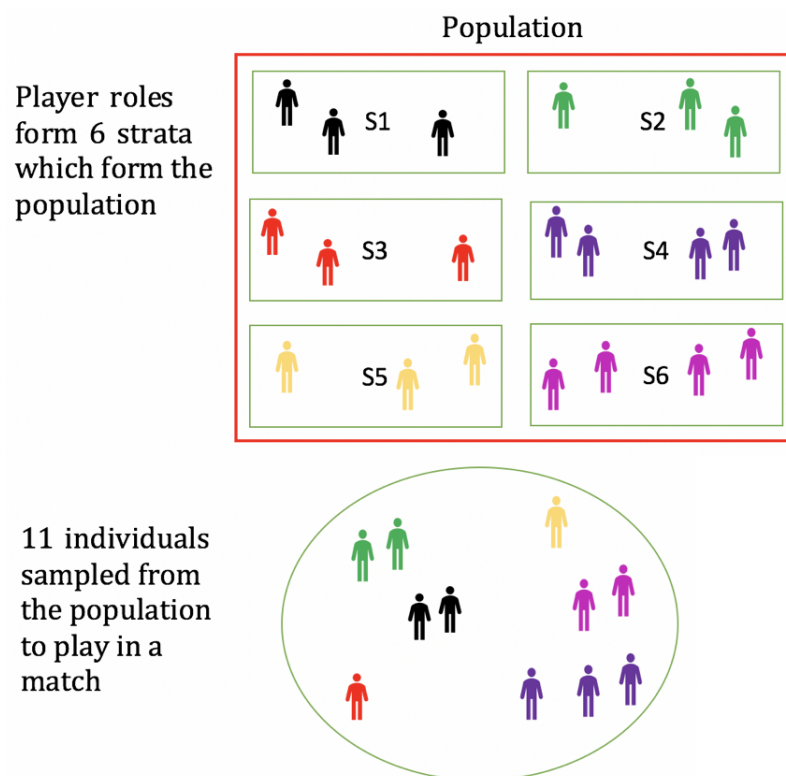 Population
Player roles
form 6 strata
which form the
population
S1
S2
S3
S4
S5
S6
11 individuals
sampled from
the population
to play in a
match